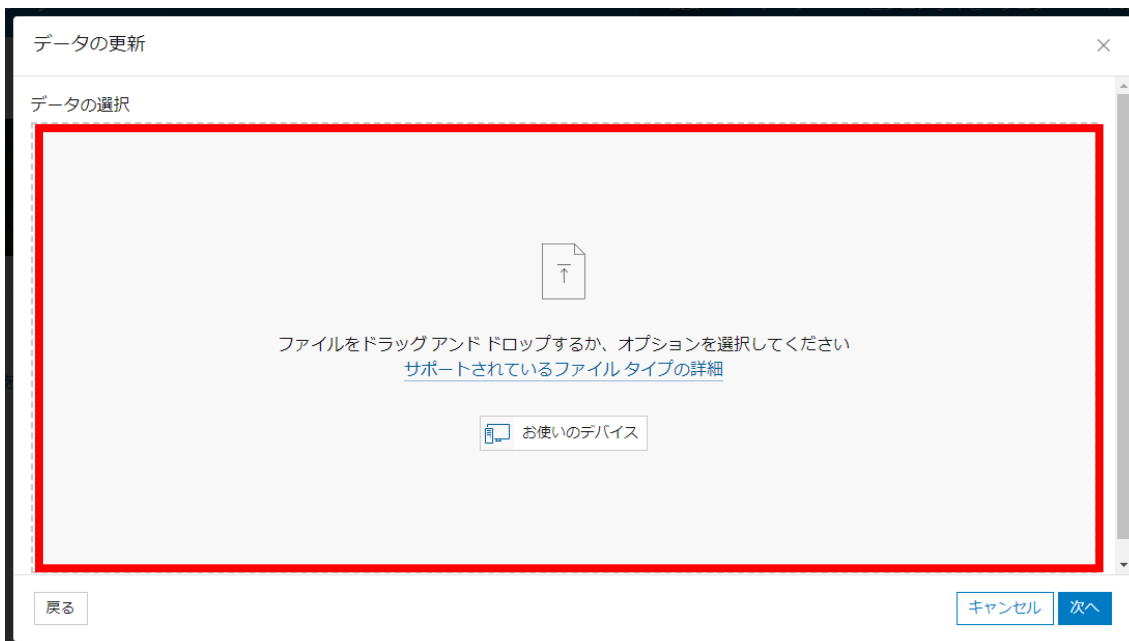 データの更新
データの選択
ファイルをドラッグ アンド ドロップするか、オプションを選択してください
サポートされているファイル タイプの詳細
お使いのデバイス
戻る
キャンセル
次へ